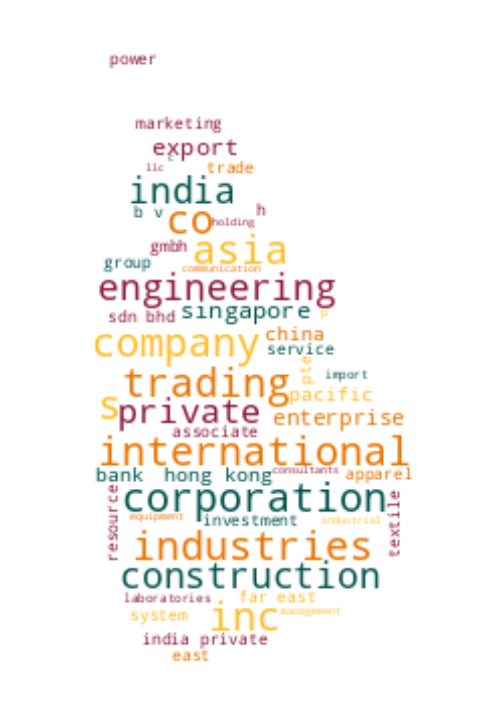 power
marketing
export
c
llc trade
india
b v co holding h
gmbh asia
group communication
engineering
sdn bhd singapore p
company china
service
pte import
trading pacific
s private enterprise
associate
international
bank hong kong consultants apparel
resource corporation textile
equipment investment industrial
industries
construction
laboratories far east
system inc management
india private
east